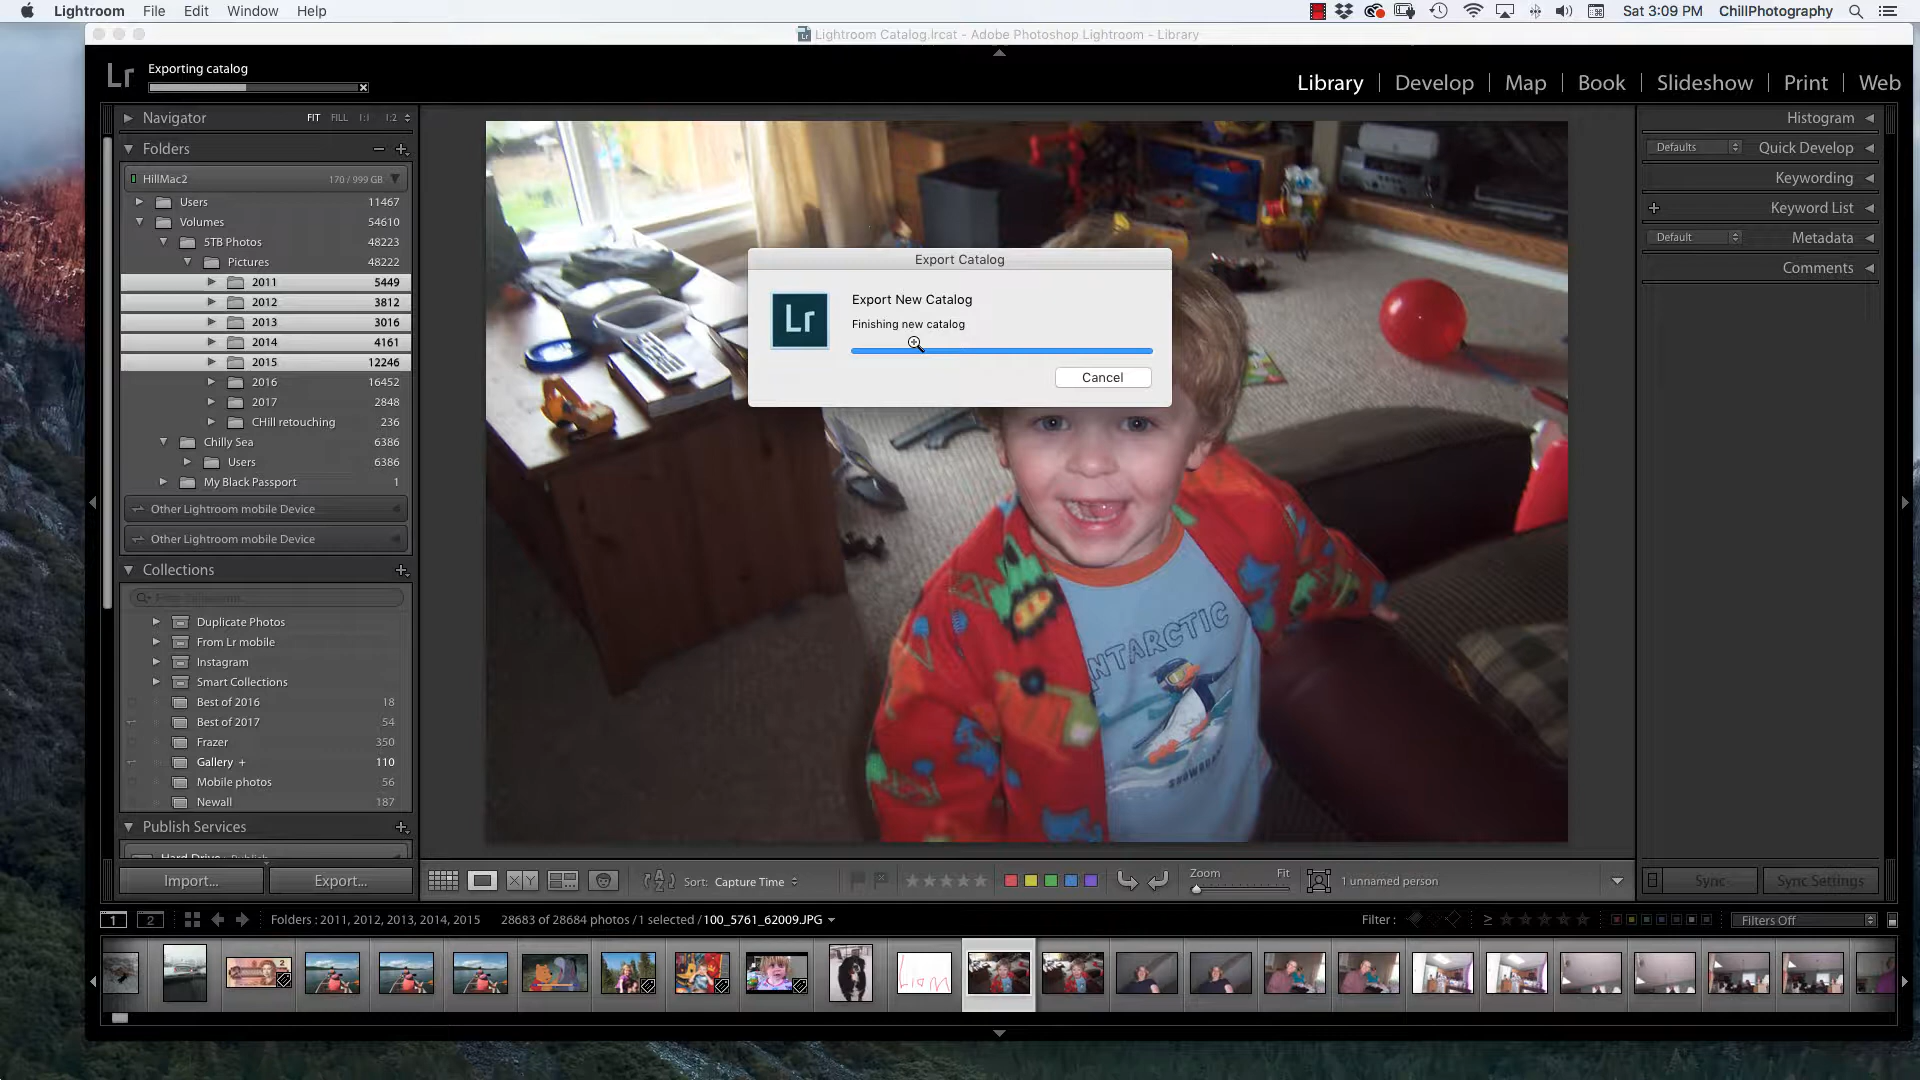 Lightroom File Edit Window Help
Sat 3:09 PM ChillPhotography
Lightroom Catalog.lrcat - Adobe Photoshop Lightroom - Library
Lr
Exporting catalog
Library | Develop | Map | Book | Slideshow | Print | Web
Navigator FIT FILL 1:1 1:2
Folders
HillMac2 170 / 999 GB
Users 11467
Volumes 54610
5TB Photos 48223
Pictures 48222
2011 5449
2012 3812
2013 3016
2014 4161
2015 12246
2016 16452
2017 2848
CHill retouching 236
Chilly Sea 6386
Users 6386
My Black Passport 1
Other Lightroom mobile Device
Other Lightroom mobile Device
Collections
Duplicate Photos
From Lr mobile
Instagram
Smart Collections
Best of 2016 18
Best of 2017 54
Frazer 350
Gallery + 110
Mobile photos 56
Newall 187
Publish Services
Import... Export...
Export Catalog
Lr
Export New Catalog
Finishing new catalog
Cancel
ANTARCTIC
Histogram
Defaults Quick Develop
Keywording
Keyword List
Default Metadata
Comments
XY
Sort: Capture Time
Zoom Fit
1 unnamed person
Sync Sync Settings
1 2 Folders : 2011, 2012, 2013, 2014, 2015 28683 of 28684 photos / 1 selected / 100_5761_62009.JPG
Filter : Filters Off
Liam